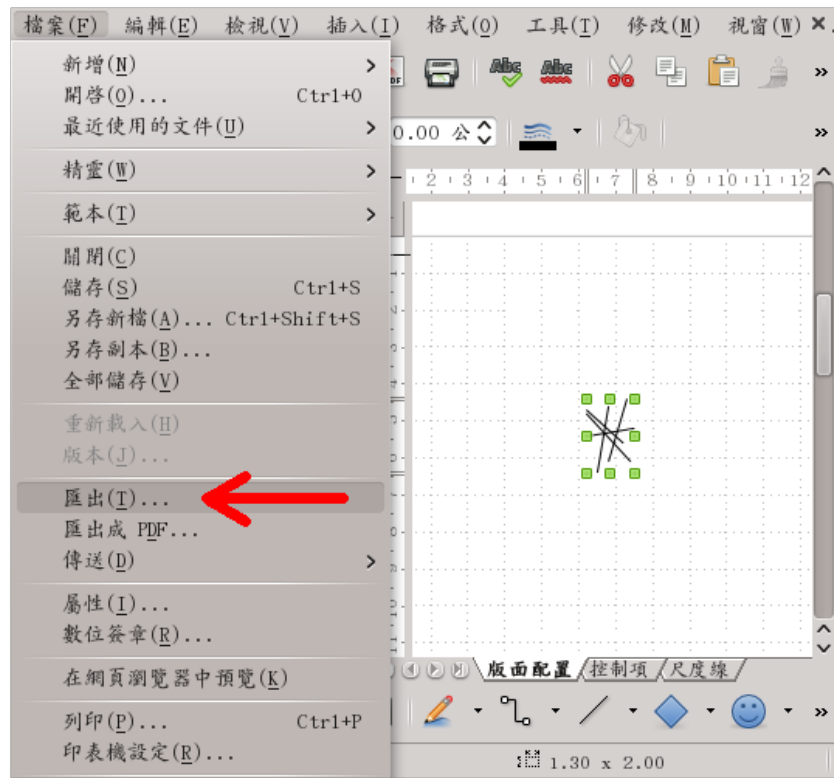 檔案(F) 編輯(E) 檢視(V) 插入(I) 格式(O) 工具(T) 修改(M) 視窗(W)
新增(N)
開啓(O)... Ctrl+O
最近使用的文件(U)
0.00 公
精靈(W)
2 3 4 5 6 7 8 9 10 11 12
範本(T)
關閉(C)
儲存(S) Ctrl+S
另存新檔(A)... Ctrl+Shift+S
另存副本(B)...
全部儲存(V)
重新載入(H)
版本(J)...
匯出(T)...
匯出成 PDF...
傳送(D)
屬性(I)...
數位簽章(R)...
在網頁瀏覽器中預覽(K)
版面配置 控制項 尺度線
列印(P)... Ctrl+P
印表機設定(R)...
1.30 x 2.00